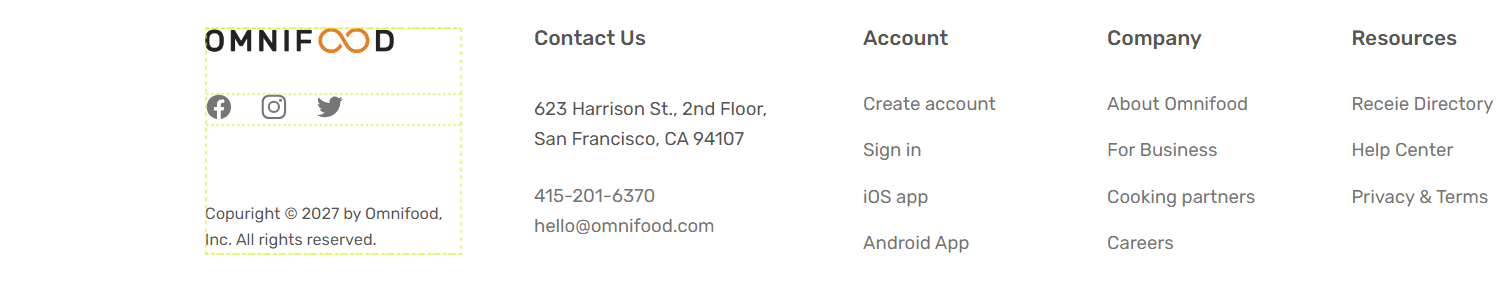 OMNIFOOD
Copyright © 2027 by Omnifood,
Inc. All rights reserved.
Contact Us
623 Harrison St., 2nd Floor,
San Francisco, CA 94107
415-201-6370
hello@omnifood.com
Account
Create account
Sign in
iOS app
Android App
Company
About Omnifood
For Business
Cooking partners
Careers
Resources
Receie Directory
Help Center
Privacy & Terms